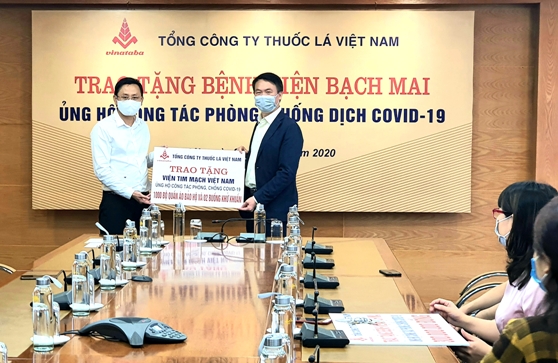 vinataba
TỔNG CÔNG TY THUỐC LÁ VIỆT NAM
TRAO TẶNG BỆNH VIỆN BẠCH MAI
ỦNG HỘ CÔNG TÁC PHÒNG CHỐNG DỊCH COVID-19
2020
TỔNG CÔNG TY THUỐC LÁ VIỆT NAM
TRAO TẶNG
VIỆN TIM MẠCH VIỆT NAM
ỦNG HỘ CÔNG TÁC PHÒNG, CHỐNG COVID-19
1000 BỘ QUẦN ÁO BẢO HỘ VÀ 02 BUỒNG KHỬ KHUẨN